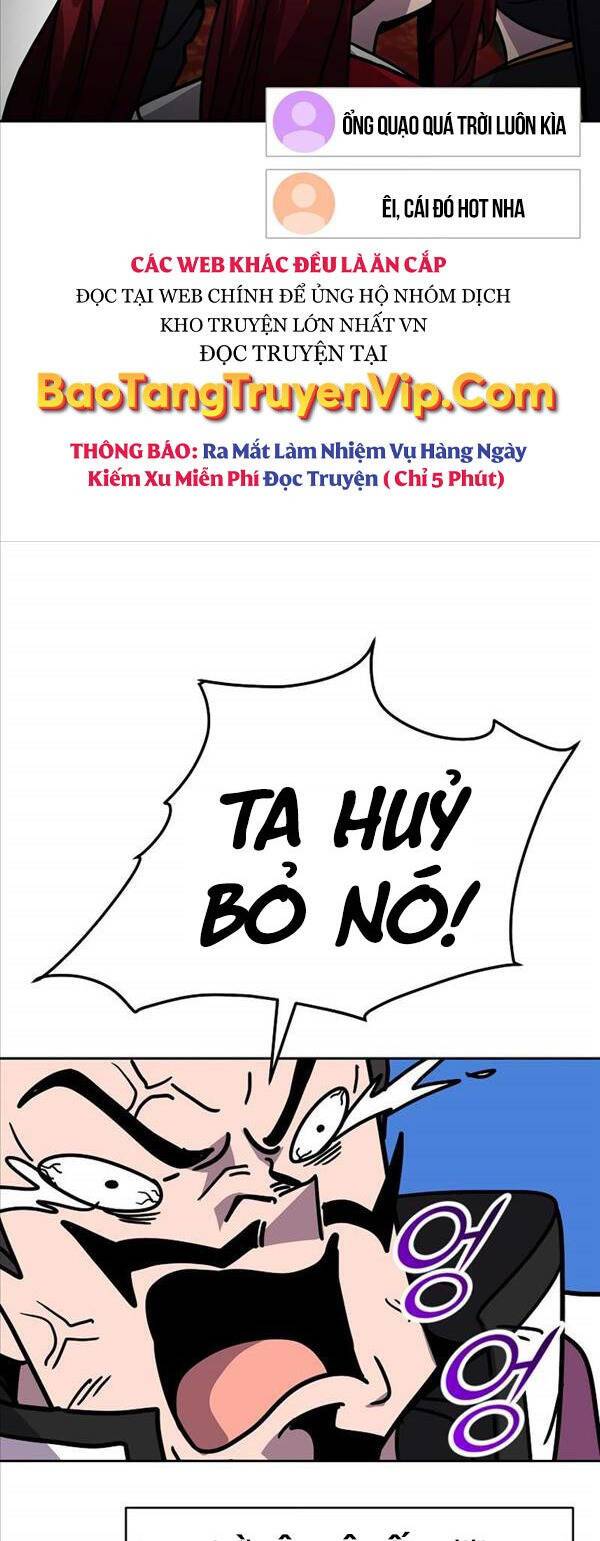 ỔNG QUẠO QUÁ TRỜI LUÔN KÌA
ÊI, CÁI ĐÓ HOT NHA
CÁC WEB KHÁC ĐỀU LÀ ĂN CẮP
ĐỌC TẠI WEB CHÍNH ĐỂ ỦNG HỘ NHÓM DỊCH
KHO TRUYỆN LỚN NHẤT VN
ĐỌC TRUYỆN TẠI
BaoTangTruyenVip.Com
THÔNG BÁO: Ra Mắt Làm Nhiệm Vụ Hàng Ngày
Kiếm Xu Miễn Phí Đọc Truyện ( Chỉ 5 Phút)
TA HUỶ
BỎ NÓ!
엉
엉